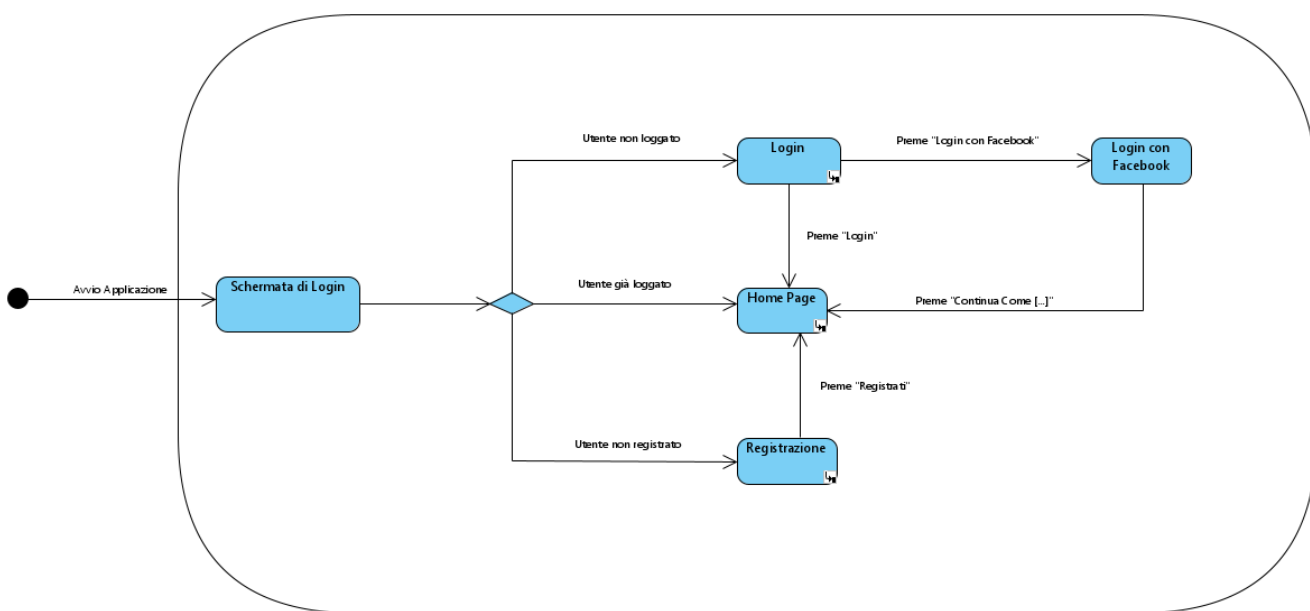 Utente non loggato
Login
Preme "Login con Facebook"
Login con
Facebook
Preme "Login"
Avvio Applicazione
Schermata di Login
Utente già loggato
Home Page
Preme "Continua Come [...]"
Preme "Registrati"
Utente non registrato
Registrazione